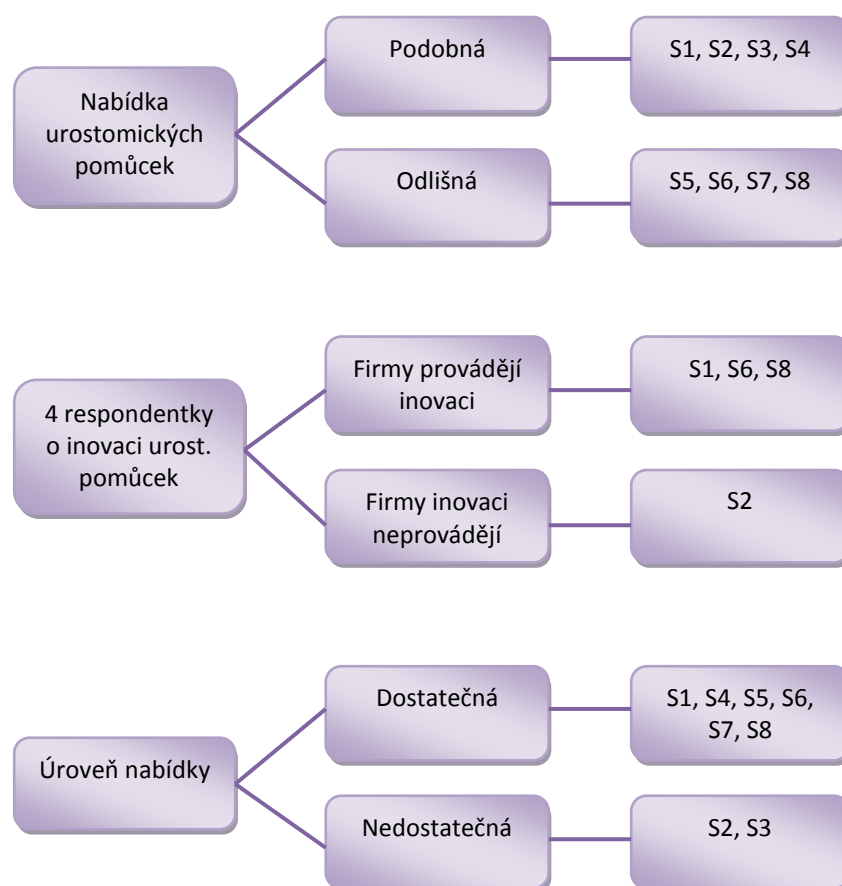 Nabídka
urostomických
pomůcek
Podobná
S1, S2, S3, S4
Odlišná
S5, S6, S7, S8
4 respondentky
o inovaci urost.
pomůcek
Firmy provádějí
inovaci
S1, S6, S8
Firmy inovaci
neprovádějí
S2
Úroveň nabídky
Dostatečná
S1, S4, S5, S6,
S7, S8
Nedostatečná
S2, S3